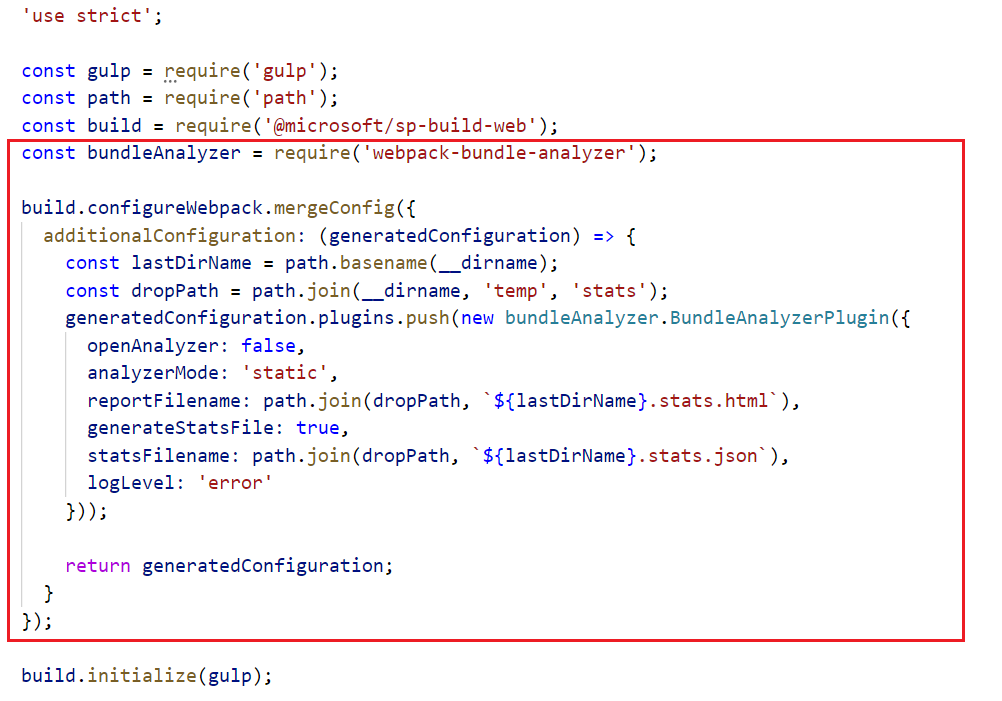 'use strict';
const gulp = require('gulp');
const path = require('path');
const build = require('@microsoft/sp-build-web');
const bundleAnalyzer = require('webpack-bundle-analyzer');
build.configureWebpack.mergeConfig({
additionalConfiguration: (generatedConfiguration) => {
const lastDirName = path.basename(__dirname);
const dropPath = path.join(__dirname, 'temp', 'stats');
generatedConfiguration.plugins.push(new bundleAnalyzer.BundleAnalyzerPlugin({
openAnalyzer: false,
analyzerMode: 'static',
reportFilename: path.join(dropPath, `${lastDirName}.stats.html`),
generateStatsFile: true,
statsFilename: path.join(dropPath, `${lastDirName}.stats.json`),
logLevel: 'error'
}));
return generatedConfiguration;
}
});
build.initialize(gulp);